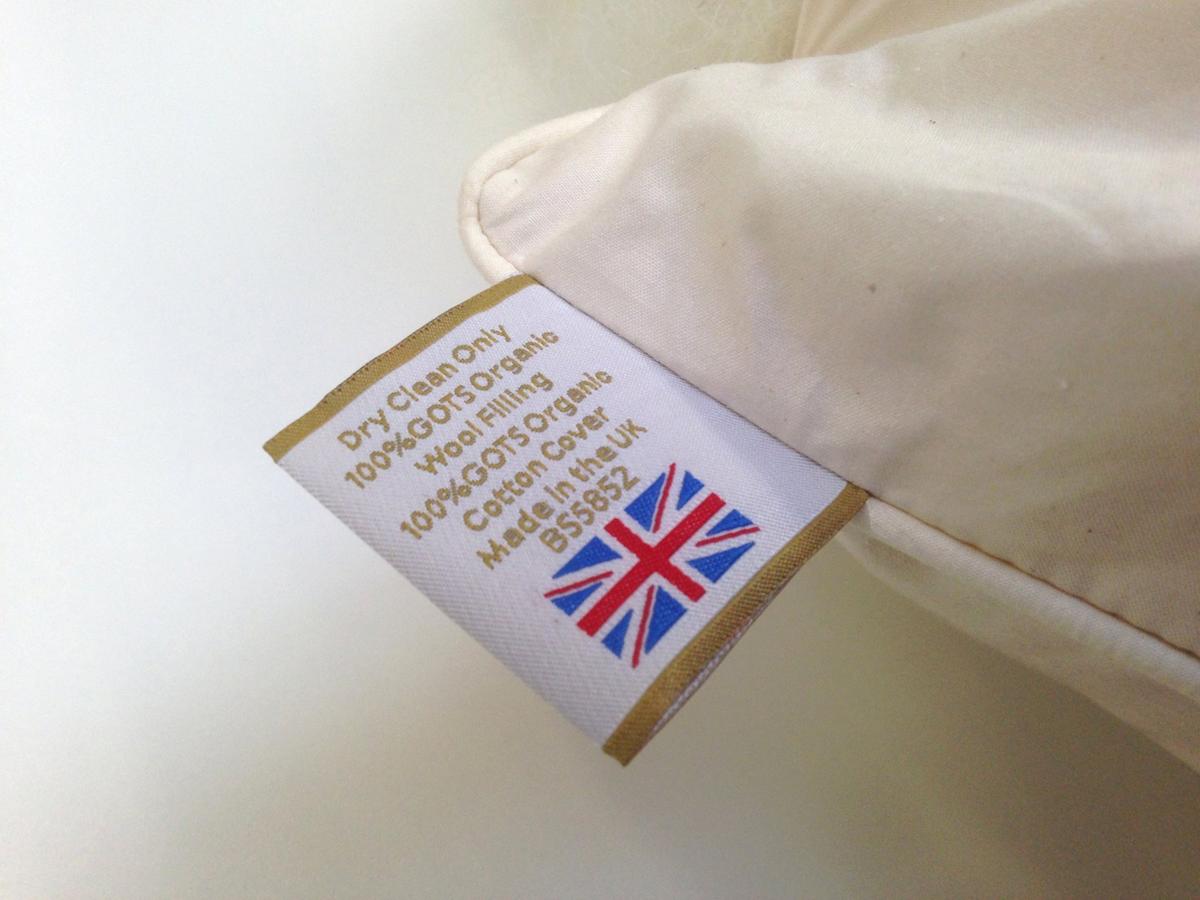 Dry Clean Only
100%GOTS Organic
Wool Filling
100%GOTS Organic
Cotton Cover
Made in the UK
BS5852